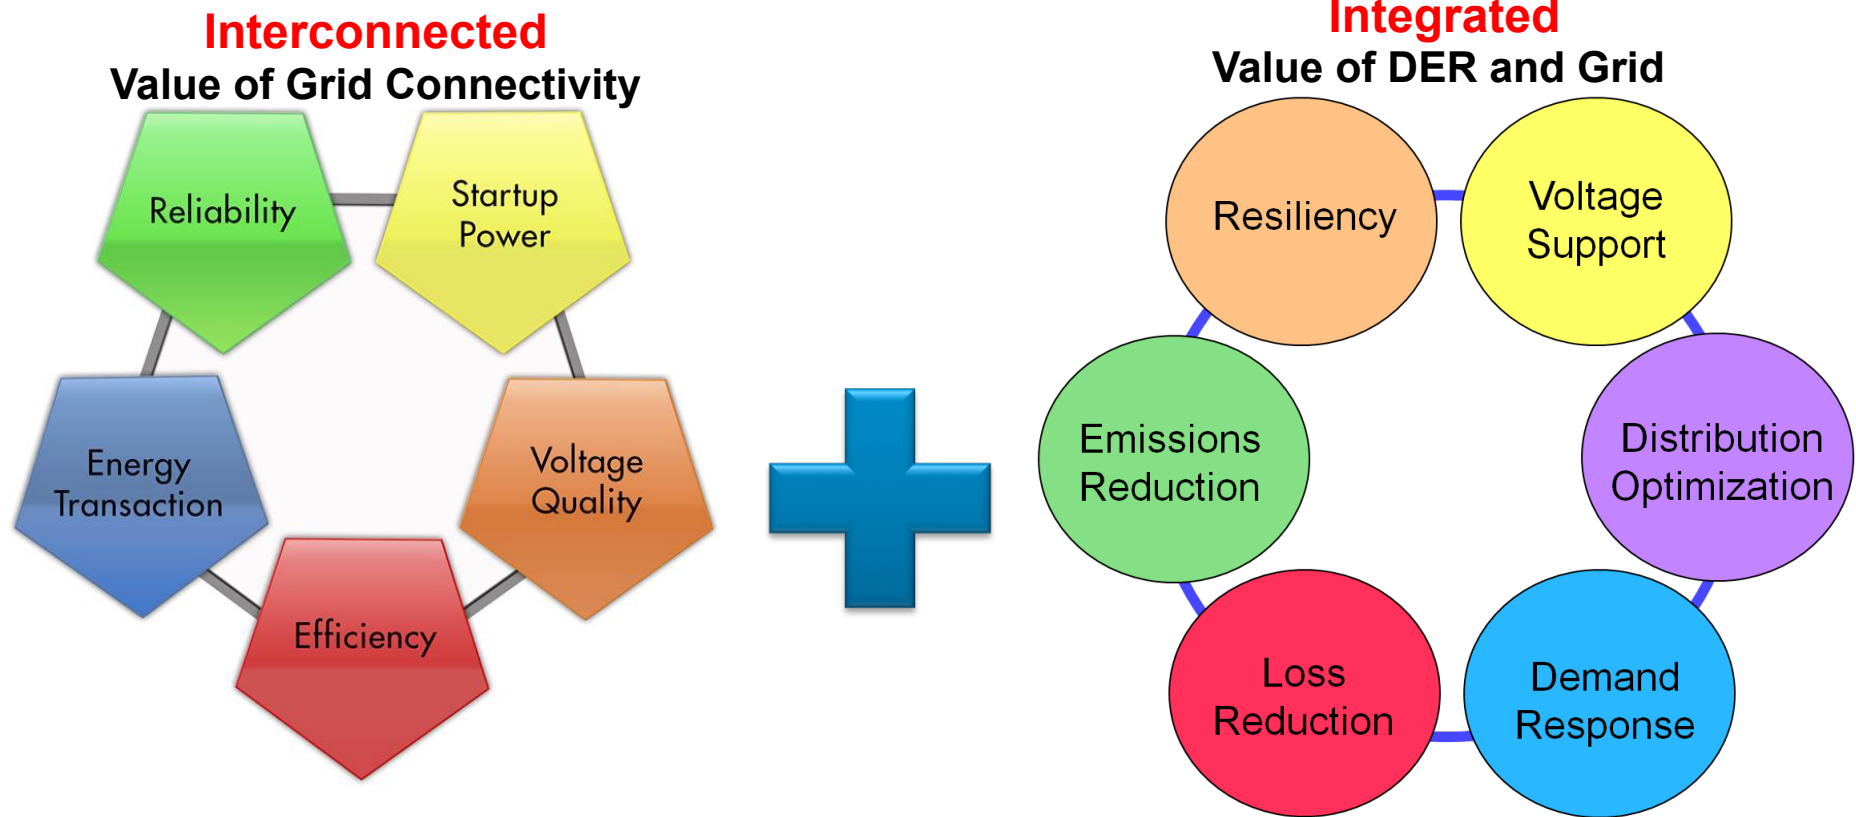 Interconnected
Value of Grid Connectivity
Reliability
Startup
Power
Energy
Transaction
Voltage
Quality
Efficiency
Integrated
Value of DER and Grid
Resiliency
Voltage
Support
Emissions
Reduction
Distribution
Optimization
Loss
Reduction
Demand
Response